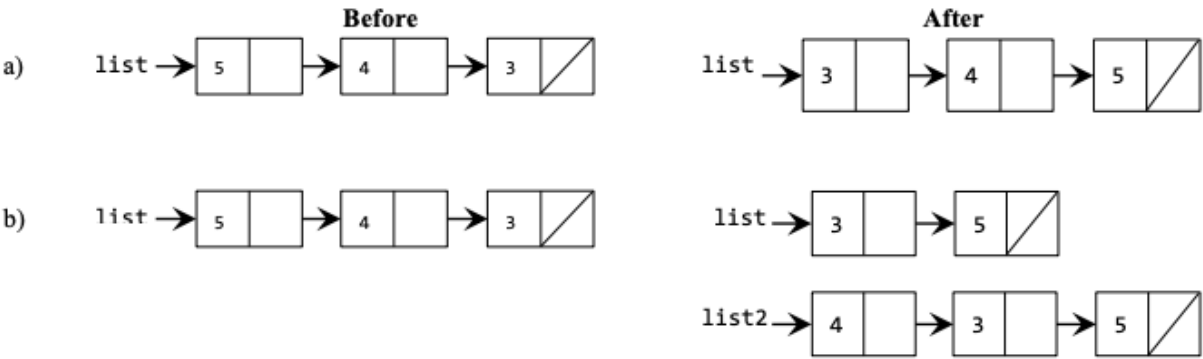 Before After
a) list 5 4 3 list 3 4 5
b) list 5 4 3 list 3 5
list2 4 3 5